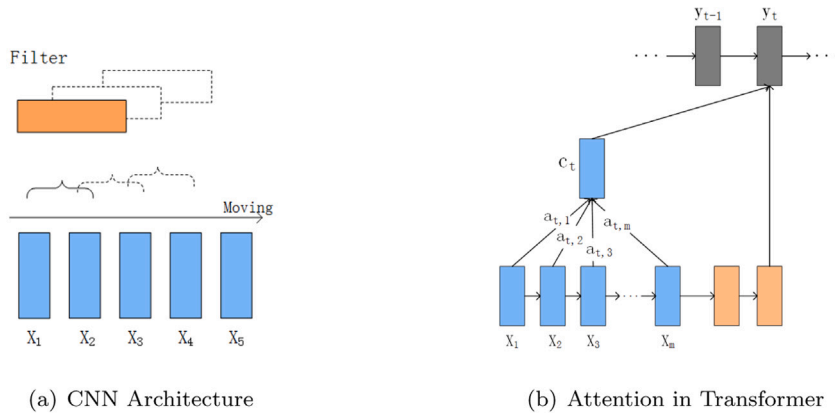 Filter
Moving
X₁ X₂ X₃ X₄ X₅
(a) CNN Architecture
yₜ₋₁ yₜ
··· ··
cₜ
aₜ,₁ aₜ,₂ aₜ,₃ aₜ,ₘ
···
X₁ X₂ X₃ Xₘ
(b) Attention in Transformer